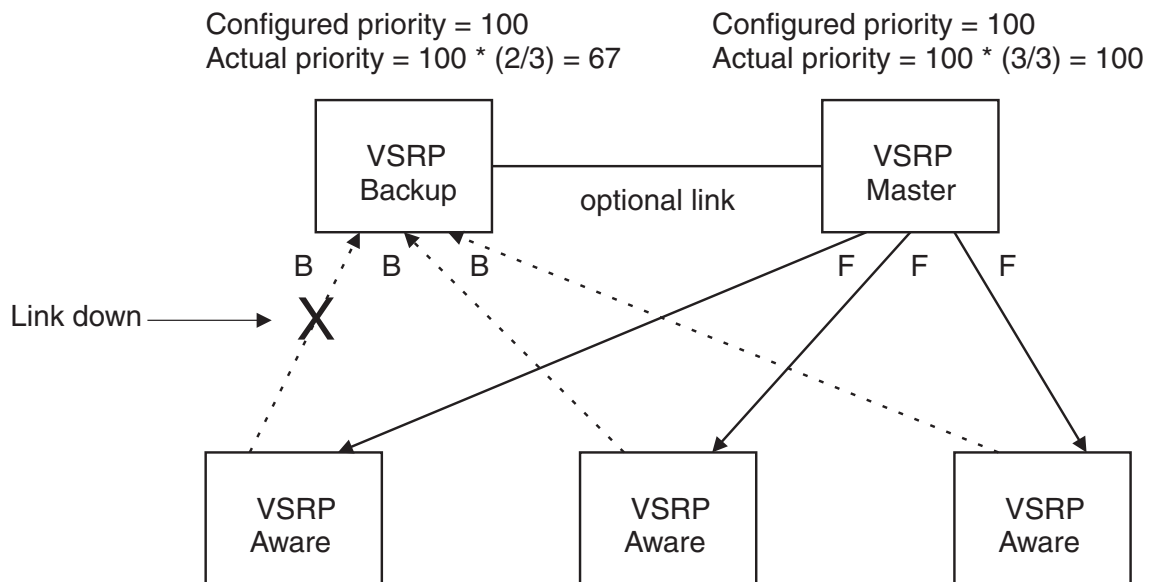 Configured priority = 100
Actual priority = 100 * (2/3) = 67
Configured priority = 100
Actual priority = 100 * (3/3) = 100
VSRP
Backup
optional link
VSRP
Master
B
B
B
F
F
F
Link down
X
VSRP
Aware
VSRP
Aware
VSRP
Aware